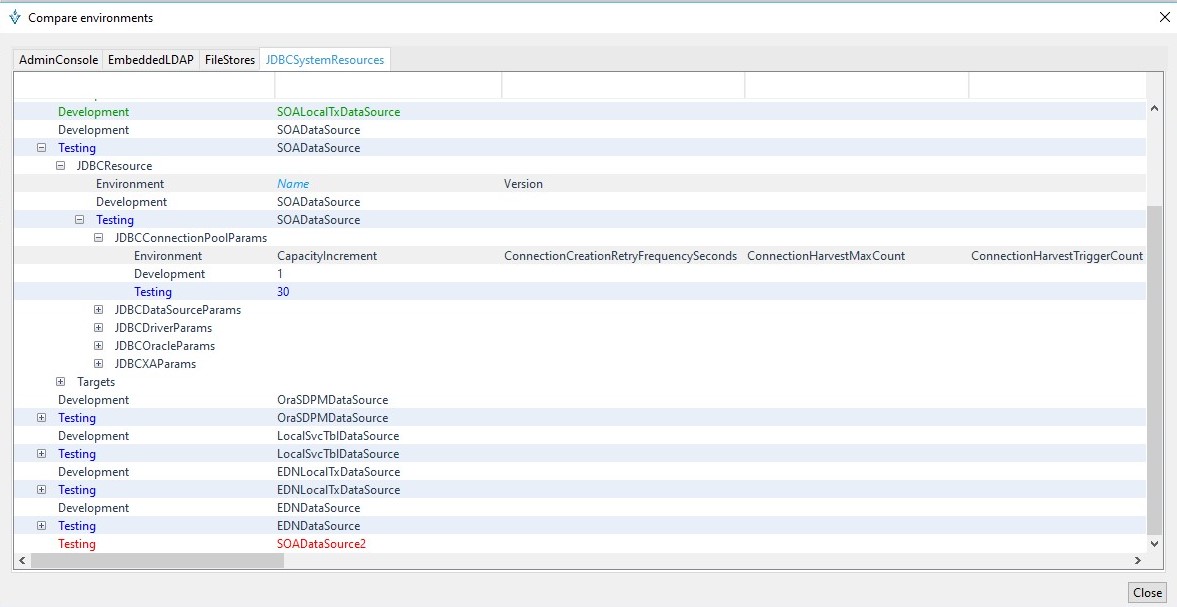 Compare environments
AdminConsole EmbeddedLDAP FileStores JDBCSystemResources
Development SOALocalTxDataSource
Development SOADataSource
Testing SOADataSource
JDBCResource
Environment Name Version
Development SOADataSource
Testing SOADataSource
JDBCConnectionPoolParams
Environment CapacityIncrement ConnectionCreationRetryFrequencySeconds ConnectionHarvestMaxCount ConnectionHarvestTriggerCount
Development 1
Testing 30
JDBCDataSourceParams
JDBCDriverParams
JDBCOracleParams
JDBCXAParams
Targets
Development OraSDPMDataSource
Testing OraSDPMDataSource
Development LocalSvcTblDataSource
Testing LocalSvcTblDataSource
Development EDNLocalTxDataSource
Testing EDNLocalTxDataSource
Development EDNDataSource
Testing EDNDataSource
Testing SOADataSource2
Close